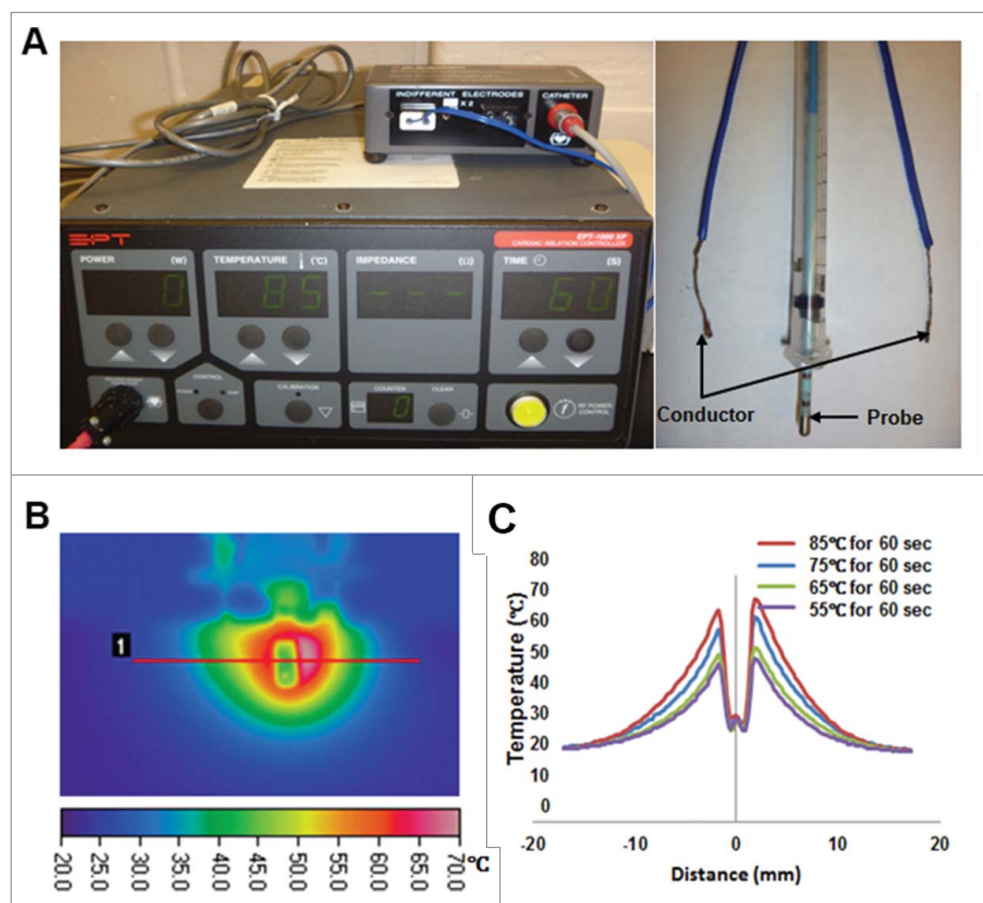 A
INDIFFERENT ELECTRODES CATHETER
X 2
EPT
EPT-1000 XP
CARDIAC ABLATION CONTROLLER
POWER (W)
TEMPERATURE (°C)
IMPEDANCE (Ω)
TIME (S)
0
85
---
60
CONTROL
POWER TEMP
CALIBRATION
COUNTER
CLEAR
0
RF POWER
CONTROL
Conductor
Probe
B
1
20.0
25.0
30.0
35.0
40.0
45.0
50.0
55.0
60.0
65.0
70.0
℃
C
85℃ for 60 sec
75℃ for 60 sec
65℃ for 60 sec
55℃ for 60 sec
Temperature (℃)
80
70
60
50
40
30
20
10
0
-20
-10
0
10
20
Distance (mm)